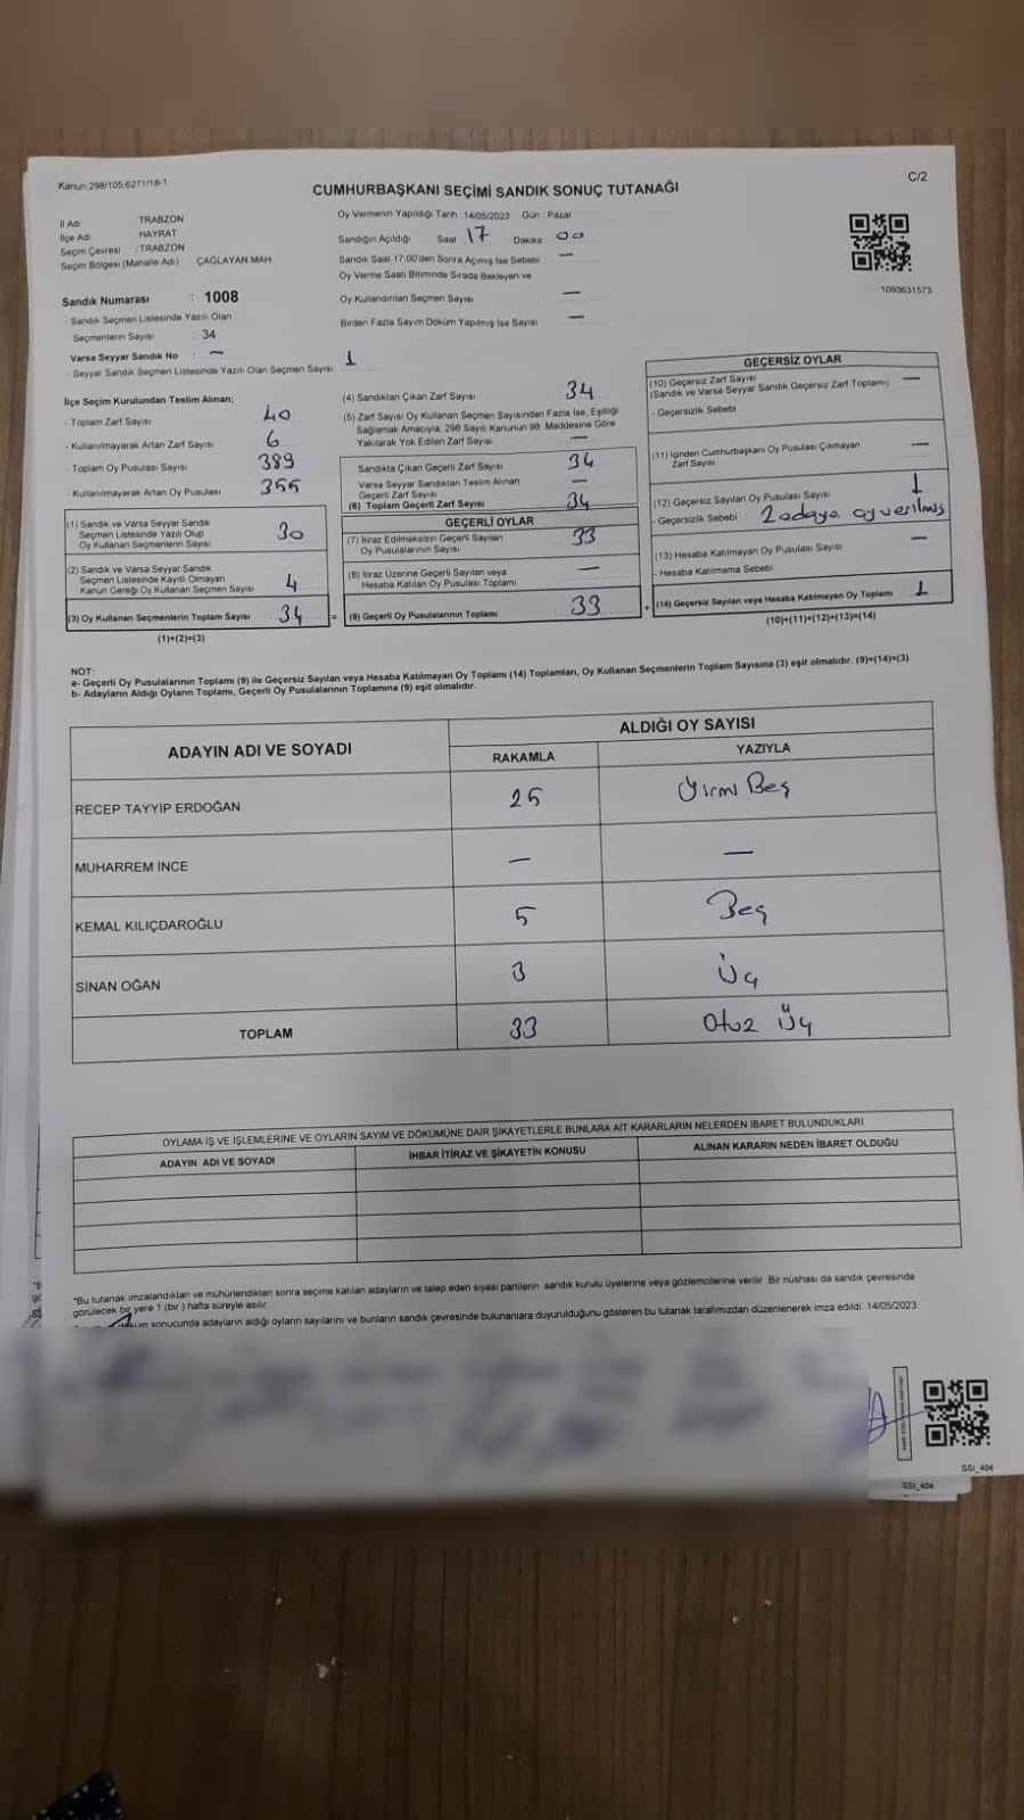 Kanun:298/105;6271/18-1
C/2
CUMHURBAŞKANI SEÇİMİ SANDIK SONUÇ TUTANAĞI
İl Adı : TRABZON
İlçe Adı : HAYRAT
Seçim Çevresi : TRABZON
Seçim Bölgesi (Mahalle Adı) : ÇAĞLAYAN MAH
Sandık Numarası : 1008
- Sandık Seçmen Listesinde Yazılı Olan
Seçmenlerin Sayısı : 34
Varsa Seyyar Sandık No : —
- Seyyar Sandık Seçmen Listesinde Yazılı Olan Seçmen Sayısı 1
Oy Vermenin Yapıldığı Tarih :14/05/2023 Gün : Pazar
Sandığın Açıldığı Saat 17 Dakika 00
Sandık Saat 17:00'den Sonra Açılmış İse Sebebi : —
Oy Verme Saati Bitiminde Sırada Bekleyen ve
Oy Kullandırılan Seçmen Sayısı —
Birden Fazla Sayım Döküm Yapılmış İse Sayısı —
1093631573
İlçe Seçim Kurulundan Teslim Alınan;
- Toplam Zarf Sayısı 40
- Kullanılmayarak Artan Zarf Sayısı 6
- Toplam Oy Pusulası Sayısı 389
- Kullanılmayarak Artan Oy Pusulası 355
(1) Sandık ve Varsa Seyyar Sandık
Seçmen Listesinde Yazılı Olup
Oy Kullanan Seçmenlerin Sayısı 30
(2) Sandık ve Varsa Seyyar Sandık
Seçmen Listesinde Kayıtlı Olmayan
Kanun Gereği Oy Kullanan Seçmen Sayısı 4
(3) Oy Kullanan Seçmenlerin Toplam Sayısı 34 =
(1)+(2)=(3)
(4) Sandıktan Çıkan Zarf Sayısı 34
(5) Zarf Sayısı Oy Kullanan Seçmen Sayısından Fazla İse, Eşitliği
Sağlamak Amacıyla, 298 Sayılı Kanunun 98. Maddesine Göre
Yakılarak Yok Edilen Zarf Sayısı —
Sandıkta Çıkan Geçerli Zarf Sayısı 34
Varsa Seyyar Sandıktan Teslim Alınan
Geçerli Zarf Sayısı —
(6) Toplam Geçerli Zarf Sayısı 34
GEÇERLİ OYLAR
(7) İtiraz Edilmeksizin Geçerli Sayılan
Oy Pusulalarının Sayısı 33
(8) İtiraz Üzerine Geçerli Sayılan veya
Hesaba Katılan Oy Pusulası Toplamı —
(9) Geçerli Oy Pusulalarının Toplamı 33 +
GEÇERSİZ OYLAR
(10) Geçersiz Zarf Sayısı
(Sandık ve Varsa Seyyar Sandık Geçersiz Zarf Toplamı) —
- Geçersizlik Sebebi
(11) İçinden Cumhurbaşkanı Oy Pusulası Çıkmayan
Zarf Sayısı —
(12) Geçersiz Sayılan Oy Pusulası Sayısı 1
- Geçersizlik Sebebi 2 adaya oy verilmiş
(13) Hesaba Katılmayan Oy Pusulası Sayısı —
- Hesaba Katılmama Sebebi
(14) Geçersiz Sayılan veya Hesaba Katılmayan Oy Toplamı 1
(10)+(11)+(12)+(13)=(14)
NOT:
a- Geçerli Oy Pusulalarının Toplamı (9) ile Geçersiz Sayılan veya Hesaba Katılmayan Oy Toplamı (14) Toplamları, Oy Kullanan Seçmenlerin Toplam Sayısına (3) eşit olmalıdır. (9)+(14)=(3)
b- Adayların Aldığı Oyların Toplamı, Geçerli Oy Pusulalarının Toplamına (9) eşit olmalıdır.
ADAYIN ADI VE SOYADI
ALDIĞI OY SAYISI
RAKAMLA YAZIYLA
RECEP TAYYİP ERDOĞAN 25 Yirmi Beş
MUHARREM İNCE — —
KEMAL KILIÇDAROĞLU 5 Beş
SİNAN OĞAN 3 Üç
TOPLAM 33 Otuz Üç
OYLAMA İŞ VE İŞLEMLERİNE VE OYLARIN SAYIM VE DÖKÜMÜNE DAİR ŞİKAYETLERLE BUNLARA AİT KARARLARIN NELERDEN İBARET BULUNDUKLARI
ADAYIN ADI VE SOYADI İHBAR İTİRAZ VE ŞİKAYETİN KONUSU ALINAN KARARIN NEDEN İBARET OLDUĞU
*Bu tutanak imzalandıktan ve mühürlendikten sonra seçime katılan adayların ve talep eden siyasi partilerin sandık kurulu üyelerine veya gözlemcilerine verilir. Bir nüshası da sandık çevresinde
görülecek bir yere 1 (bir) hafta süreyle asılır.
sonucunda adayların aldığı oyların sayılarını ve bunların sandık çevresinde bulunanlara duyurulduğunu gösteren bu tutanak tarafımızdan düzenlenerek imza edildi. 14/05/2023
SSI_404
SSI_404